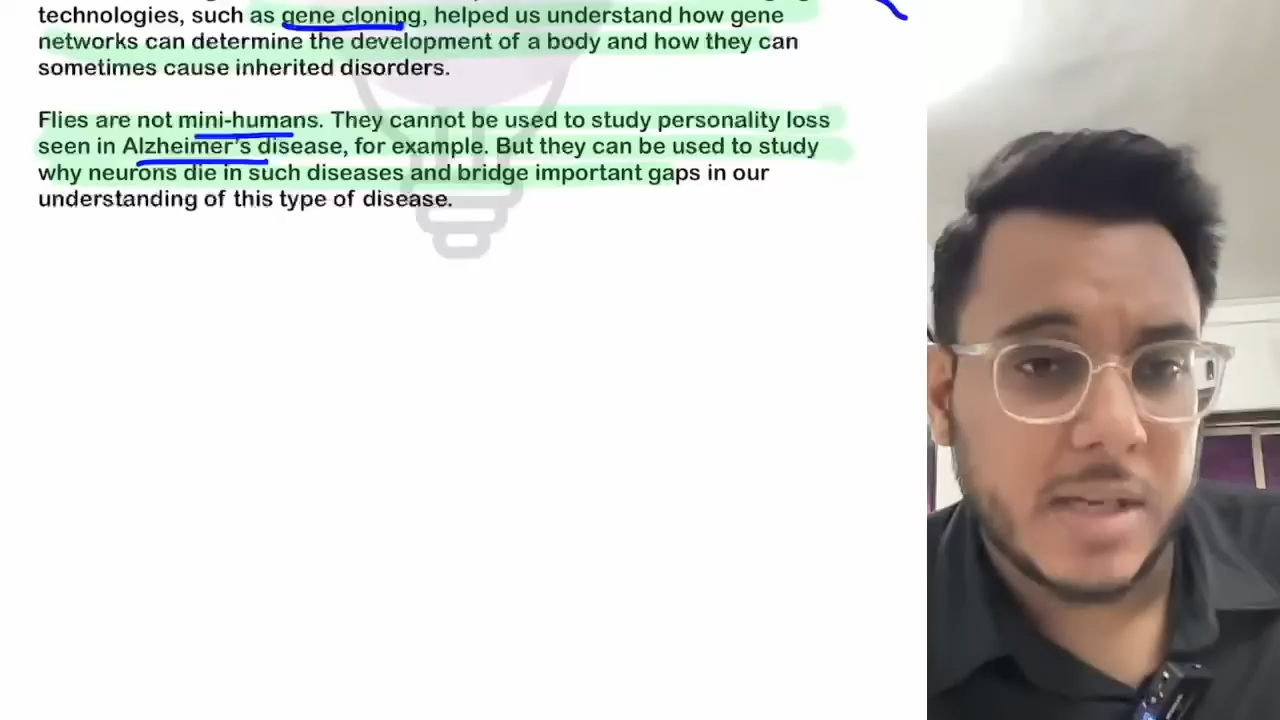 technologies, such as gene cloning, helped us understand how gene
networks can determine the development of a body and how they can
sometimes cause inherited disorders.
Flies are not mini-humans. They cannot be used to study personality loss
seen in Alzheimer's disease, for example. But they can be used to study
why neurons die in such diseases and bridge important gaps in our
understanding of this type of disease.